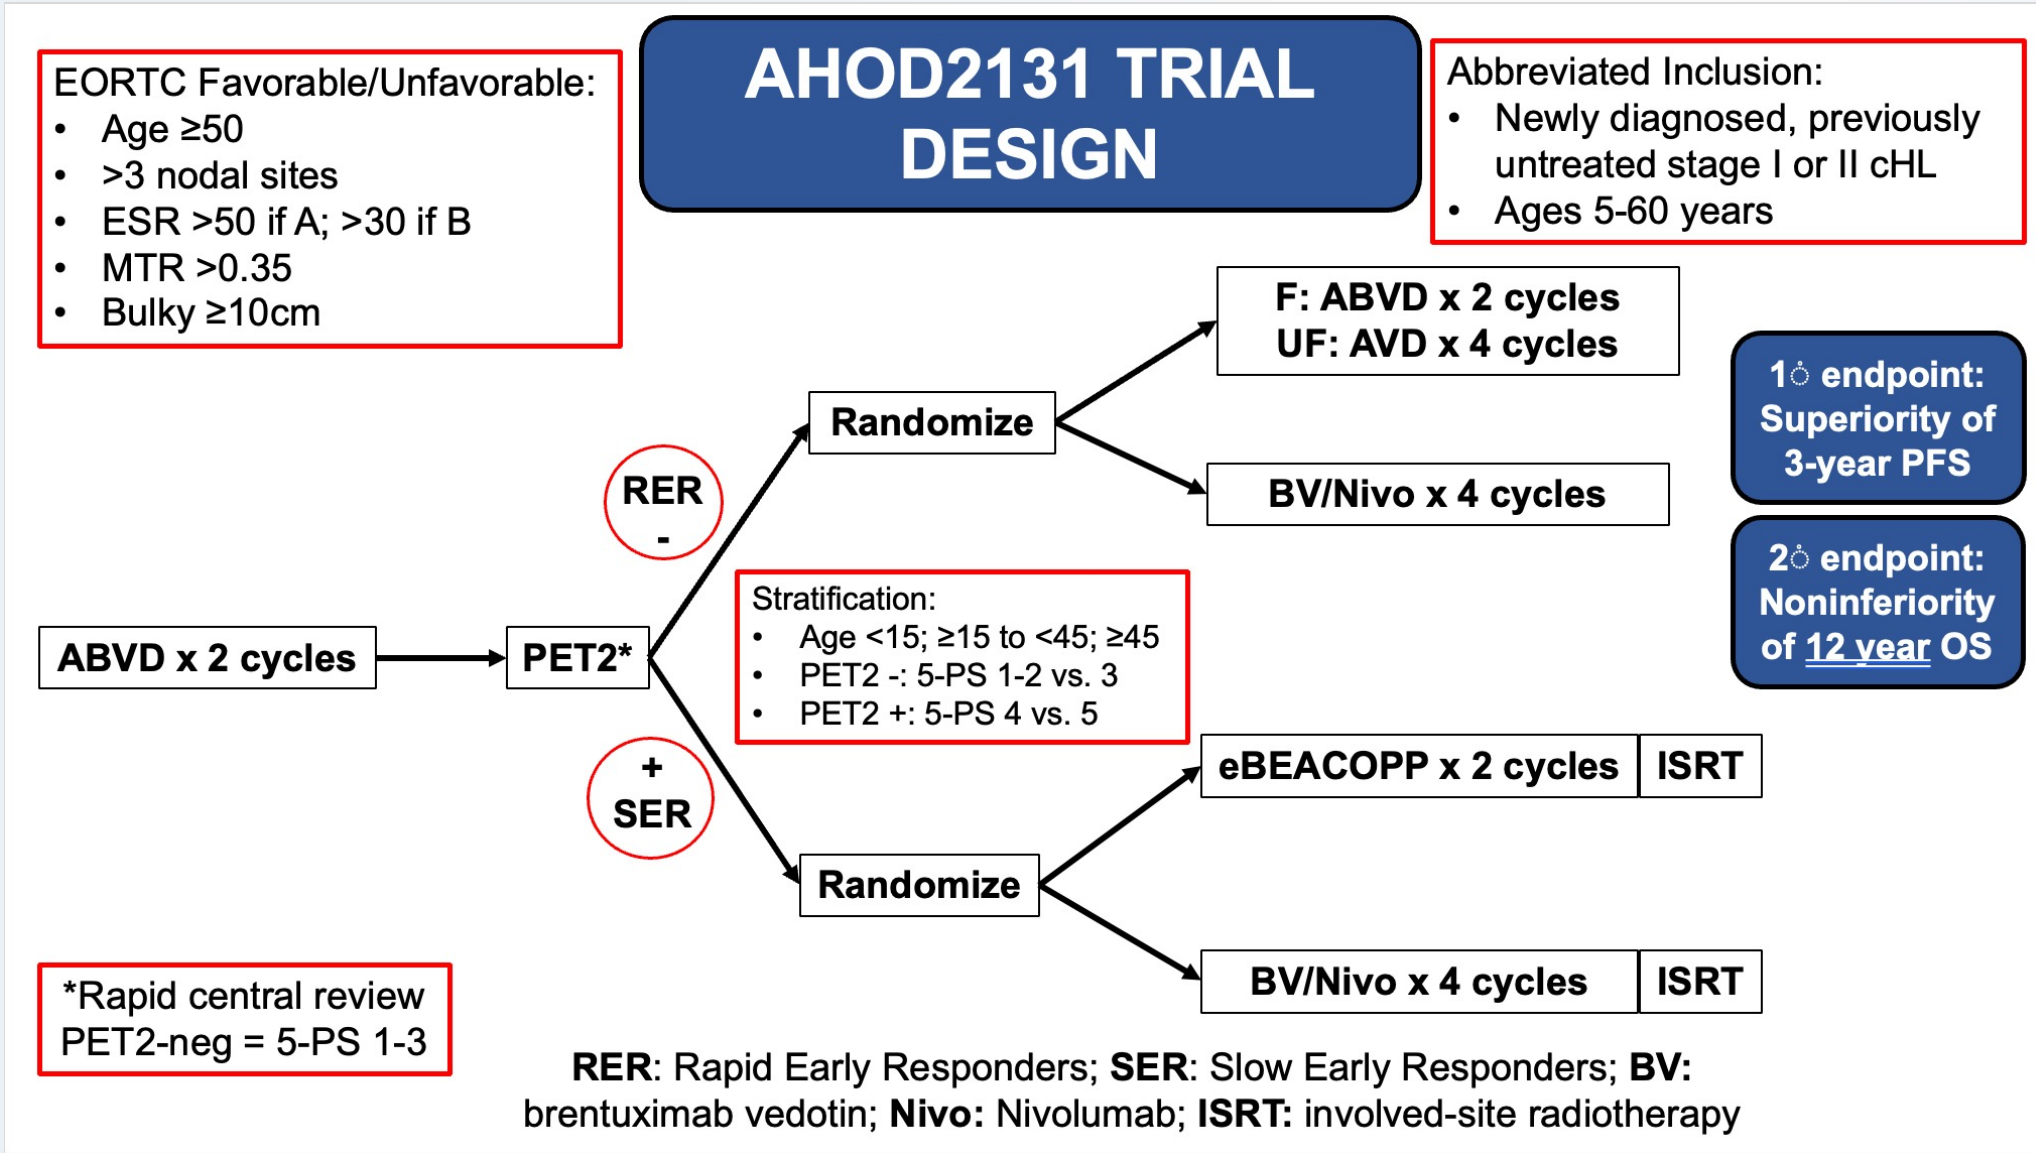 AHOD2131 TRIAL
DESIGN
EORTC Favorable/Unfavorable:
• Age ≥50
• >3 nodal sites
• ESR >50 if A; >30 if B
• MTR >0.35
• Bulky ≥10cm
Abbreviated Inclusion:
• Newly diagnosed, previously
untreated stage I or II cHL
• Ages 5-60 years
ABVD x 2 cycles
PET2*
RER
-
+
SER
Randomize
F: ABVD x 2 cycles
UF: AVD x 4 cycles
BV/Nivo x 4 cycles
Stratification:
• Age <15; ≥15 to <45; ≥45
• PET2 -: 5-PS 1-2 vs. 3
• PET2 +: 5-PS 4 vs. 5
Randomize
eBEACOPP x 2 cycles
ISRT
BV/Nivo x 4 cycles
ISRT
1◌̊ endpoint:
Superiority of
3-year PFS
2◌̊ endpoint:
Noninferiority
of 12 year OS
*Rapid central review
PET2-neg = 5-PS 1-3
RER: Rapid Early Responders; SER: Slow Early Responders; BV:
brentuximab vedotin; Nivo: Nivolumab; ISRT: involved-site radiotherapy